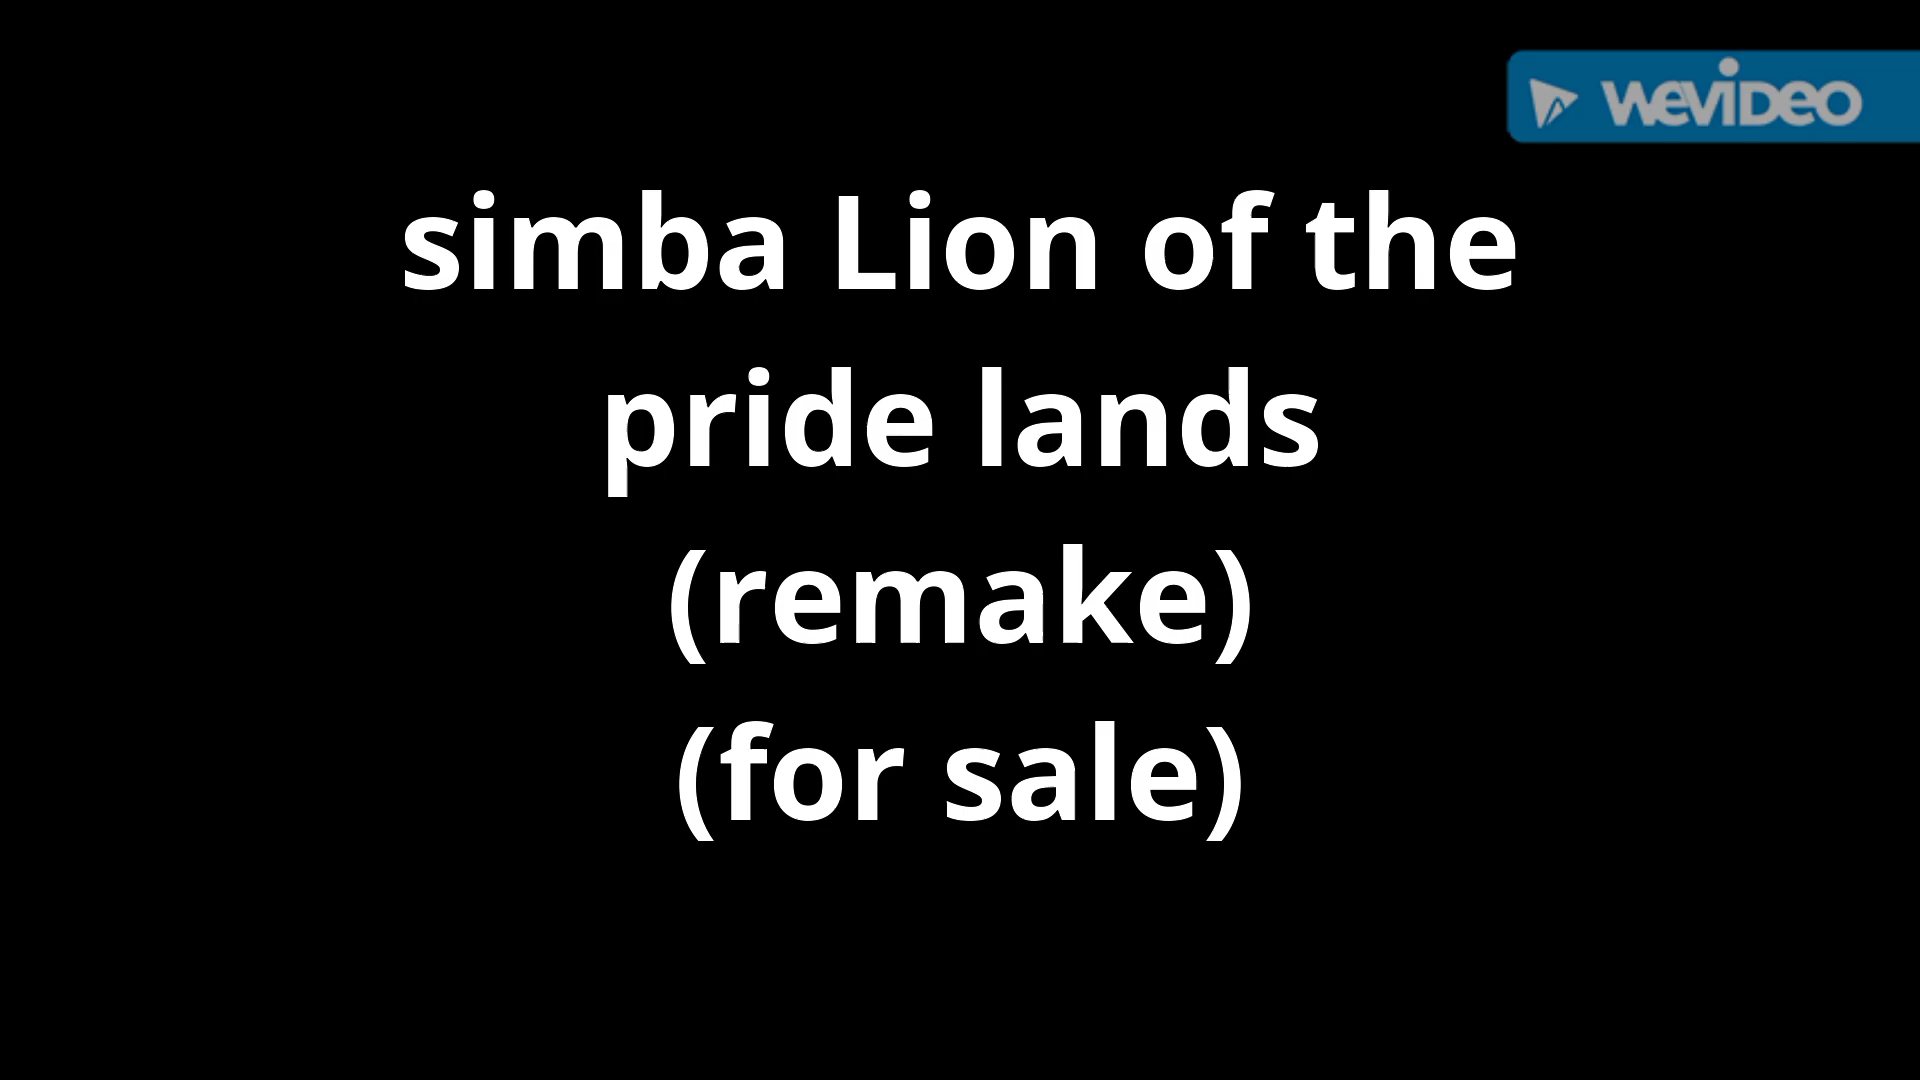 wevideo
simba Lion of the
pride lands
(remake)
(for sale)